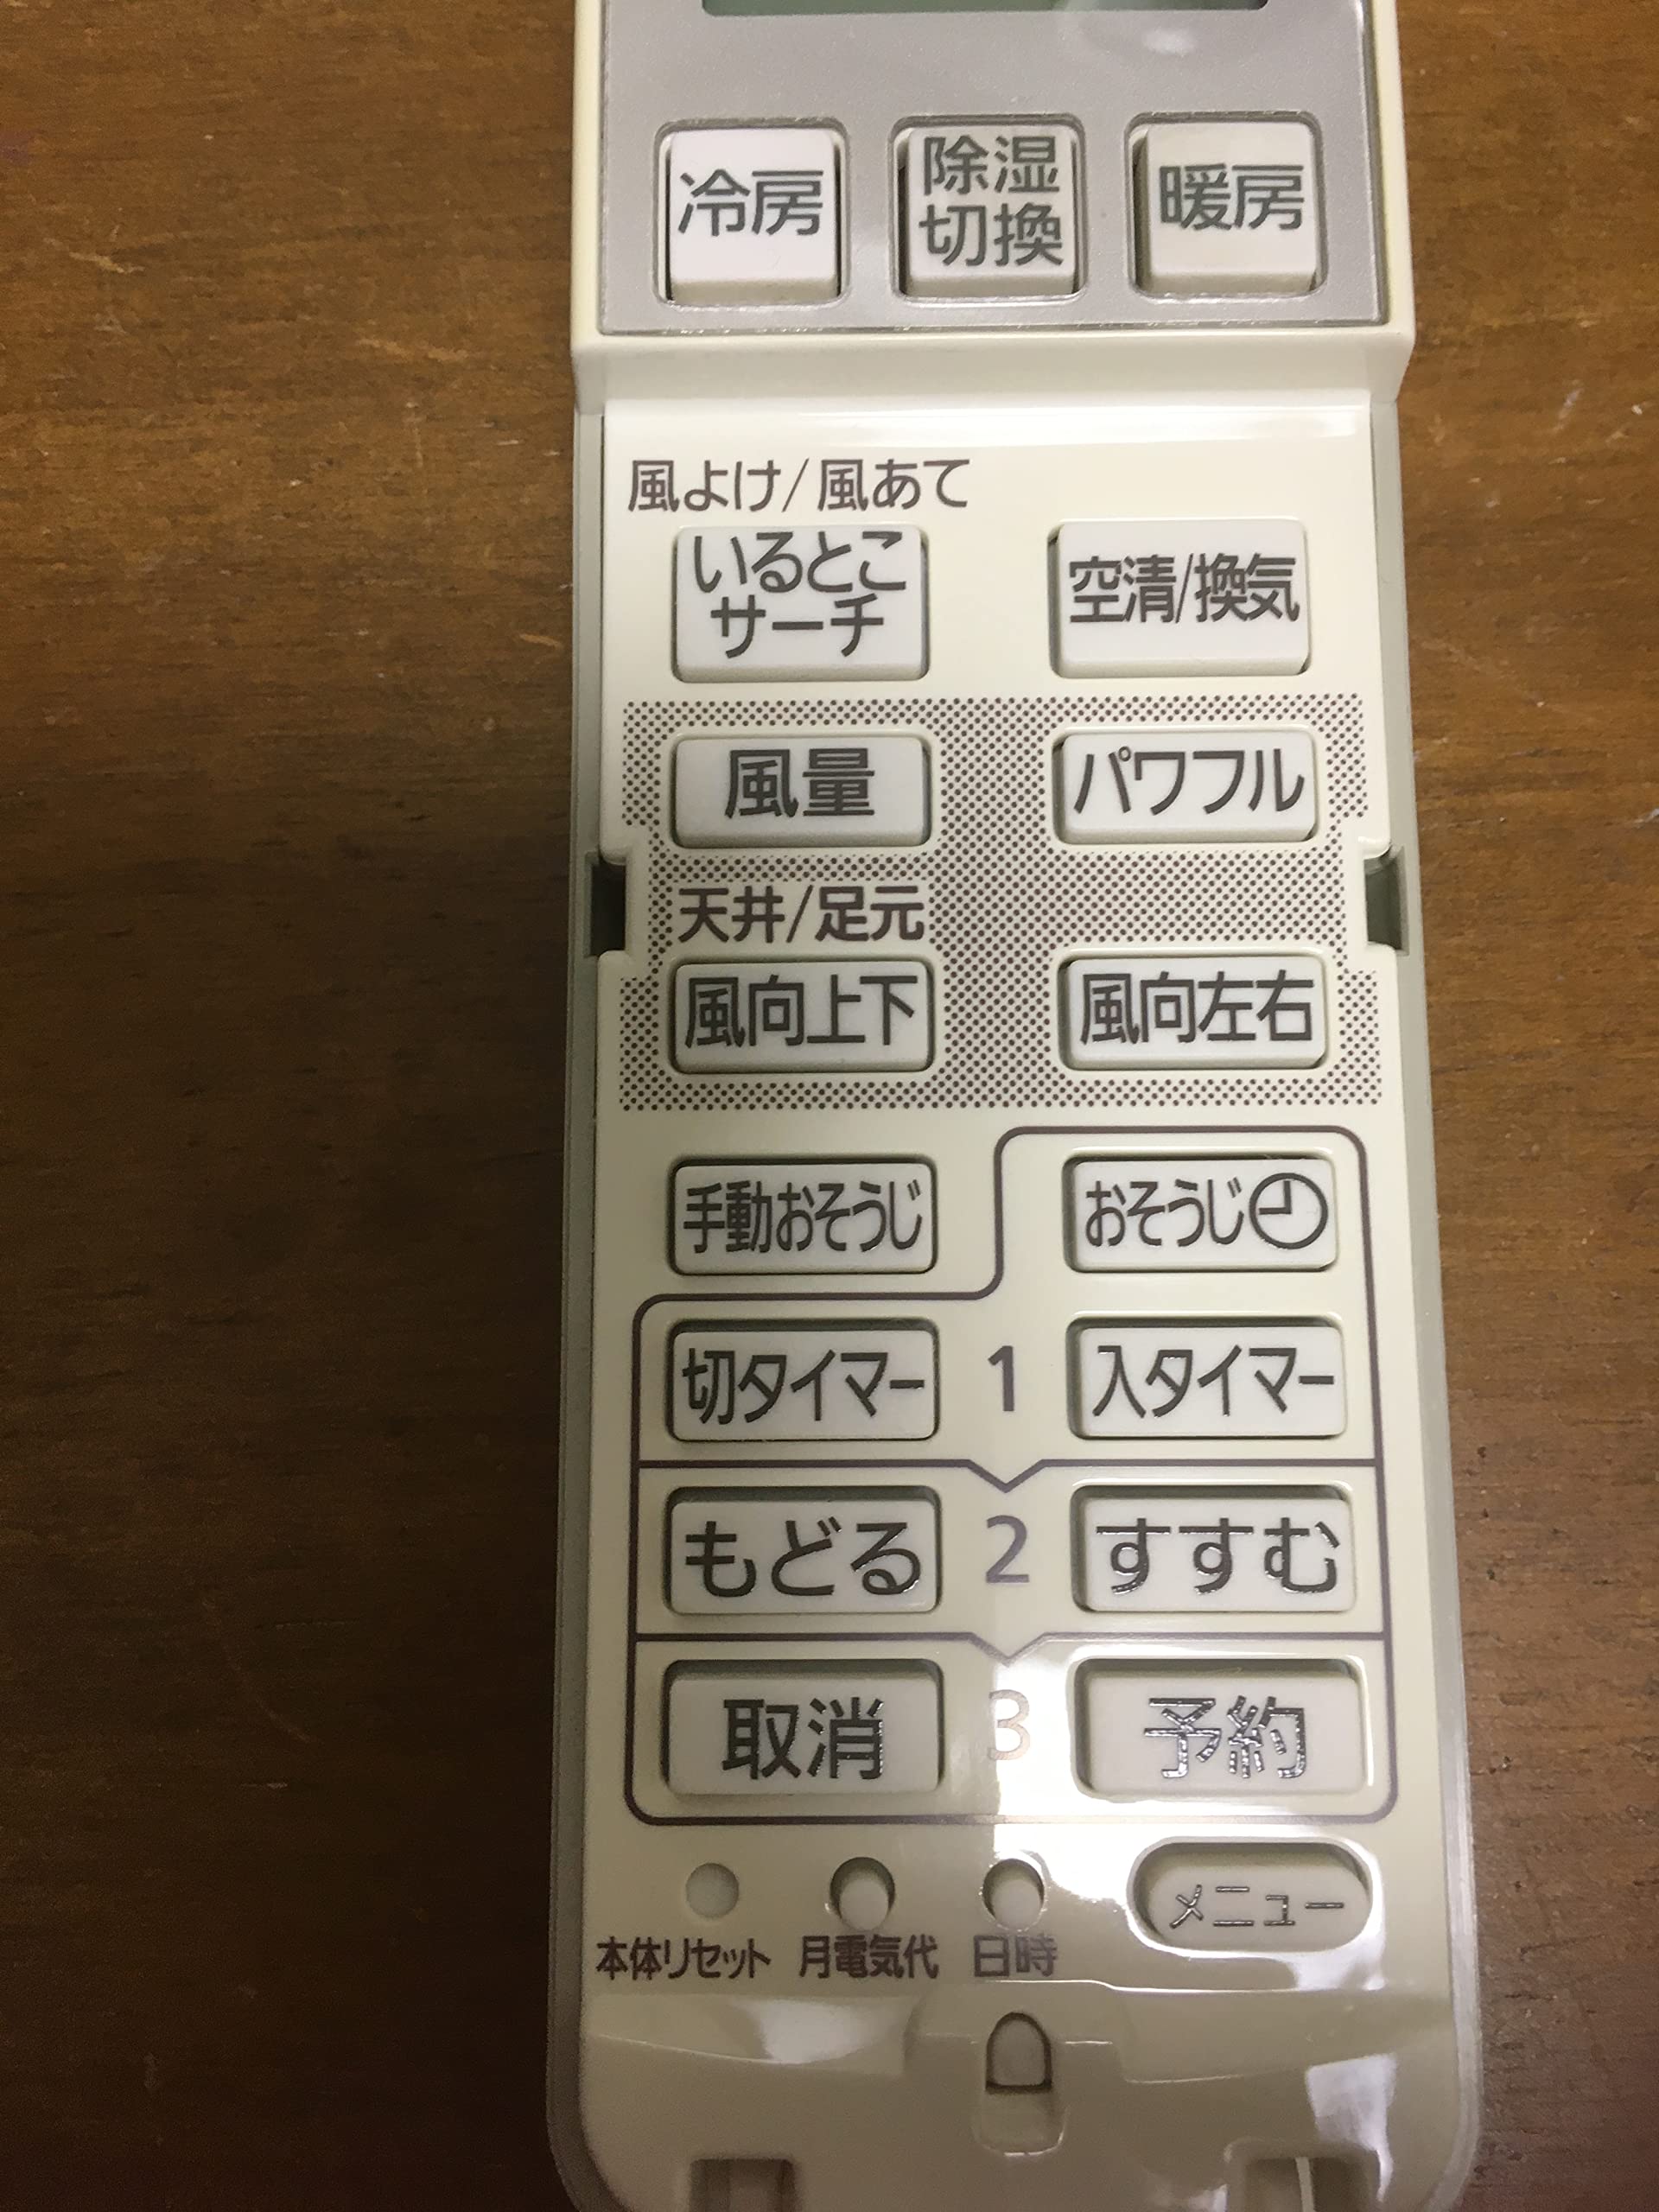 冷房
除湿
切換
暖房
風よけ/風あて
いるとこ
サーチ
空清/換気
風量
パワフル
天井/足元
風向上下
風向左右
手動おそうじ
おそうじ
切タイマー
1
入タイマー
もどる
2
すすむ
取消
3
予約
メニュー
本体リセット
月電気代
日時